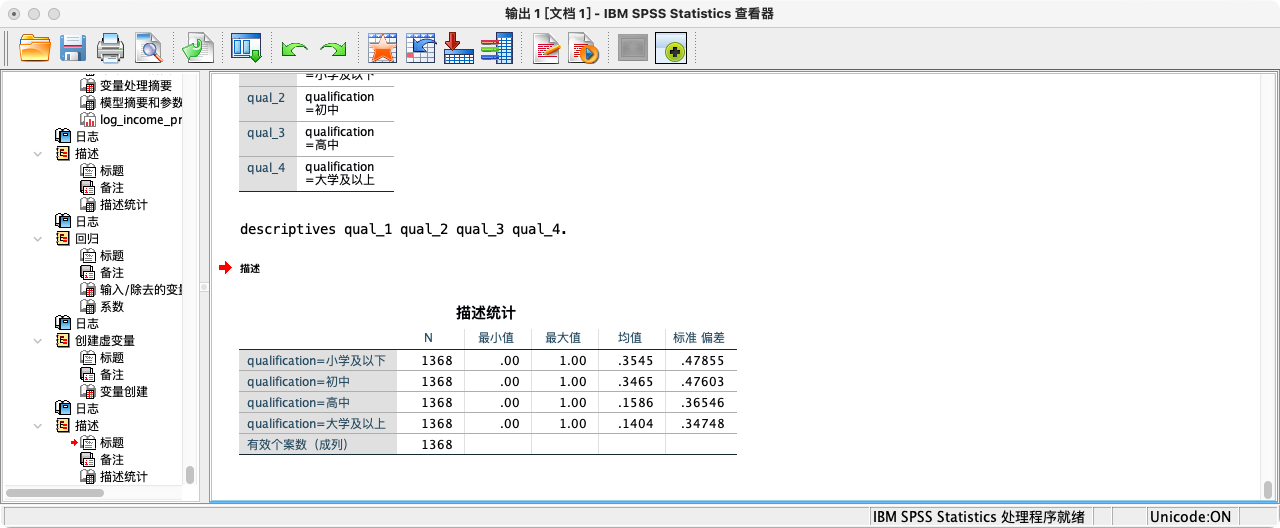 输出 1 [文档 1] - IBM SPSS Statistics 查看器
变量处理摘要
模型摘要和参数
log_income_pr
日志
描述
标题
备注
描述统计
日志
回归
标题
备注
输入/除去的变量
系数
日志
创建虚变量
标题
备注
变量创建
日志
描述
标题
备注
描述统计
=小学及以下
qual_2 qualification
=初中
qual_3 qualification
=高中
qual_4 qualification
=大学及以上
descriptives qual_1 qual_2 qual_3 qual_4.
描述
描述统计
N 最小值 最大值 均值 标准 偏差
qualification=小学及以下 1368 .00 1.00 .3545 .47855
qualification=初中 1368 .00 1.00 .3465 .47603
qualification=高中 1368 .00 1.00 .1586 .36546
qualification=大学及以上 1368 .00 1.00 .1404 .34748
有效个案数（成列） 1368
IBM SPSS Statistics 处理程序就绪 Unicode:ON